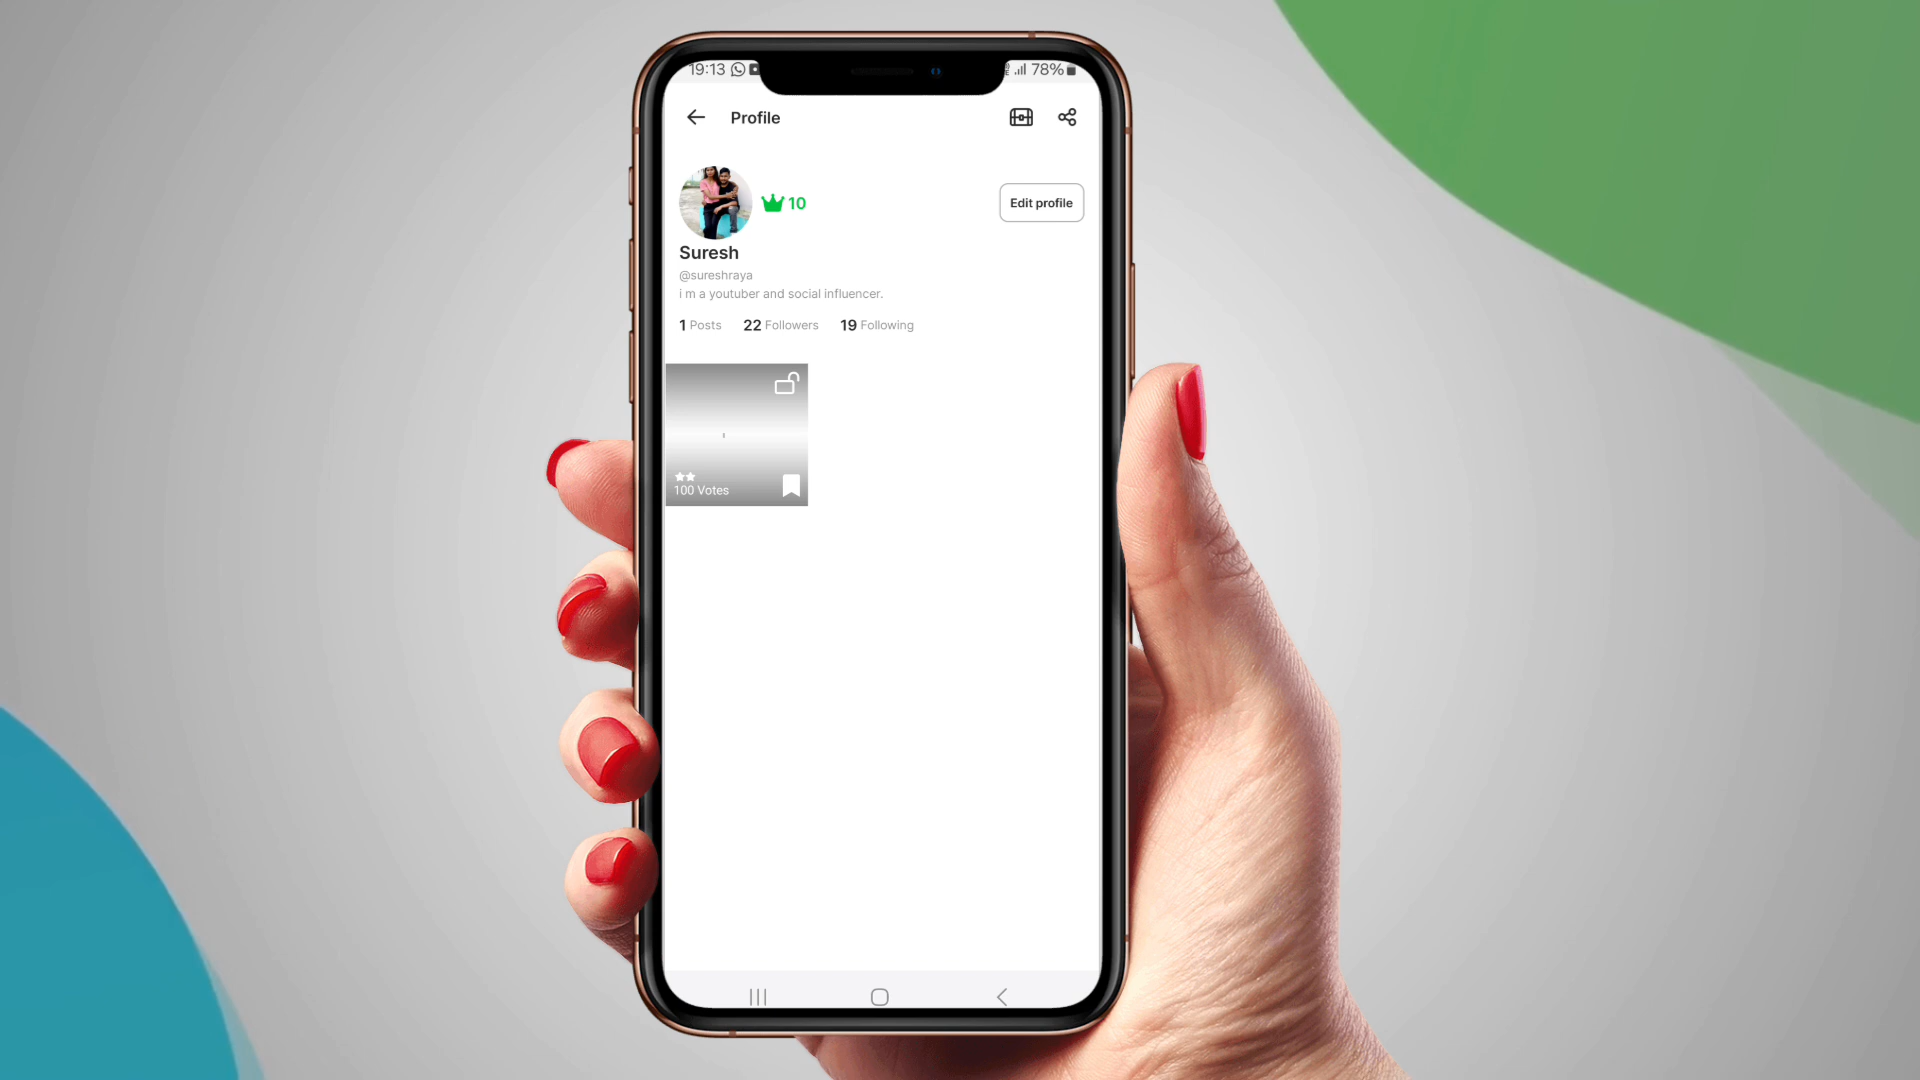 19:13 78%
Profile
10
Edit profile
Suresh
@sureshraya
i m a youtuber and social influencer.
1 Posts 22 Followers 19 Following
100 Votes